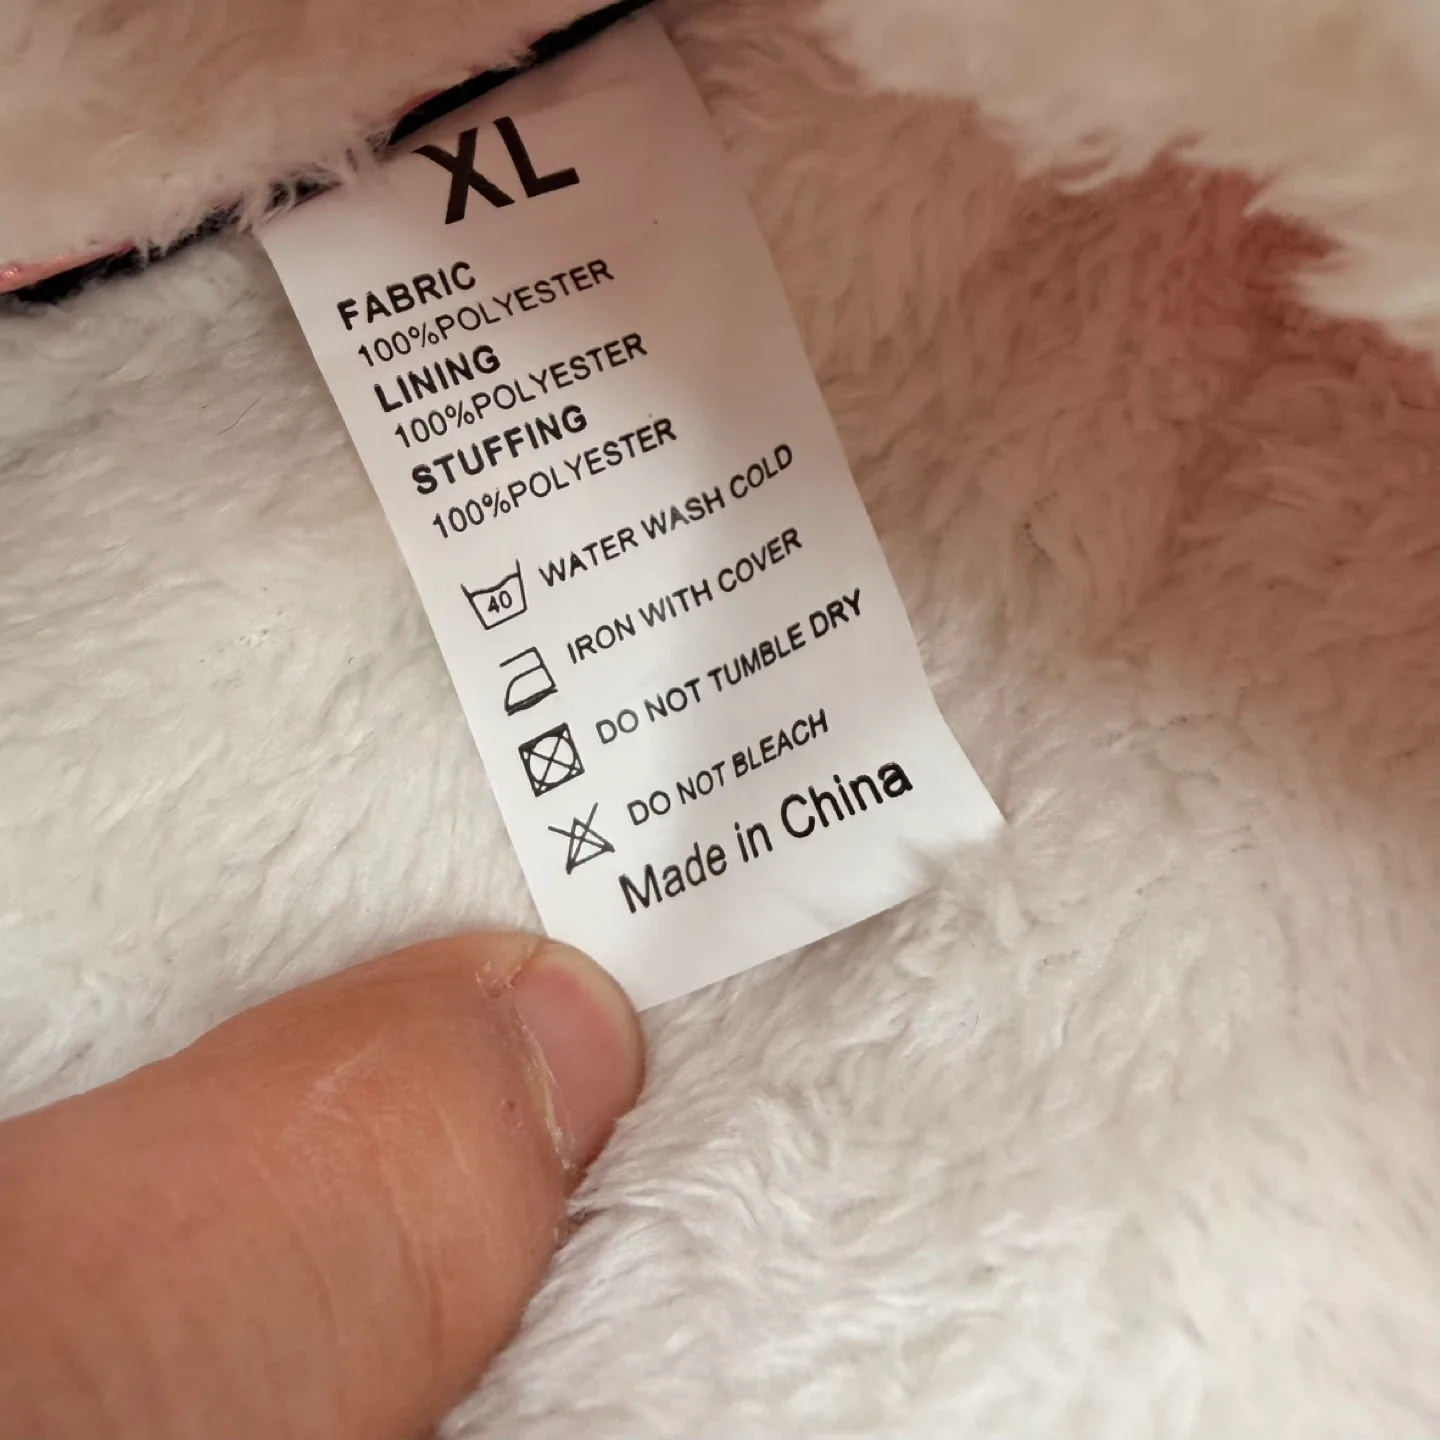 XL
FABRIC
100%POLYESTER
LINING
100%POLYESTER
STUFFING
100%POLYESTER
40 WATER WASH COLD
IRON WITH COVER
DO NOT TUMBLE DRY
DO NOT BLEACH
Made in China